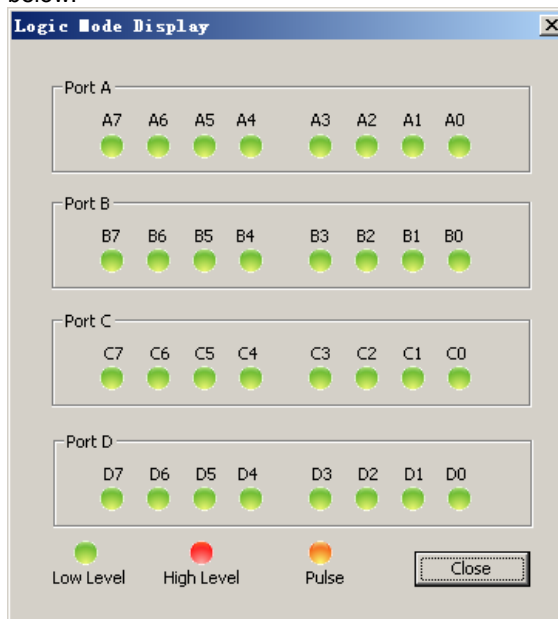 below.
Logic Mode Display
Port A
A7 A6 A5 A4 A3 A2 A1 A0
Port B
B7 B6 B5 B4 B3 B2 B1 B0
Port C
C7 C6 C5 C4 C3 C2 C1 C0
Port D
D7 D6 D5 D4 D3 D2 D1 D0
Low Level High Level Pulse Close